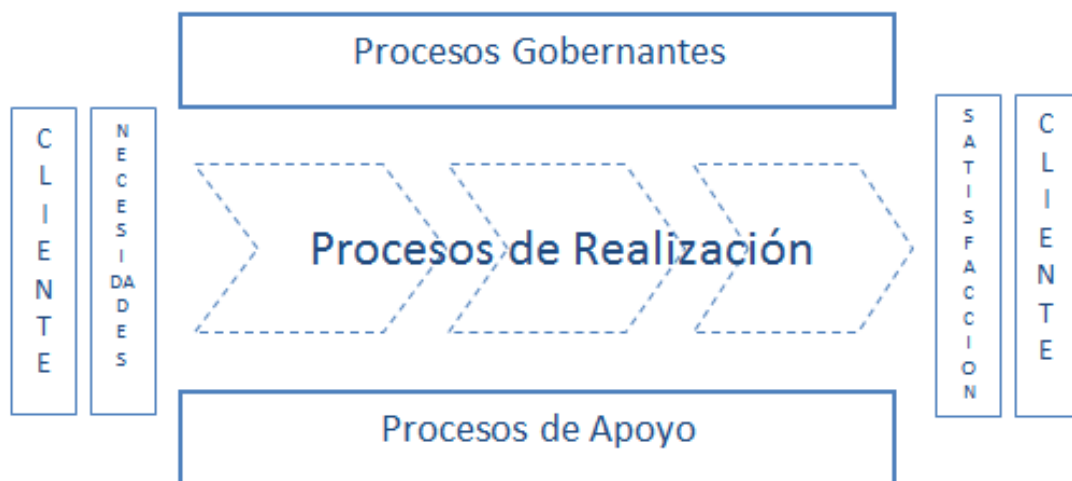 Procesos Gobernantes
CLIENTE
NECESIDADES
Procesos de Realización
SATISFACCION
CLIENTE
Procesos de Apoyo